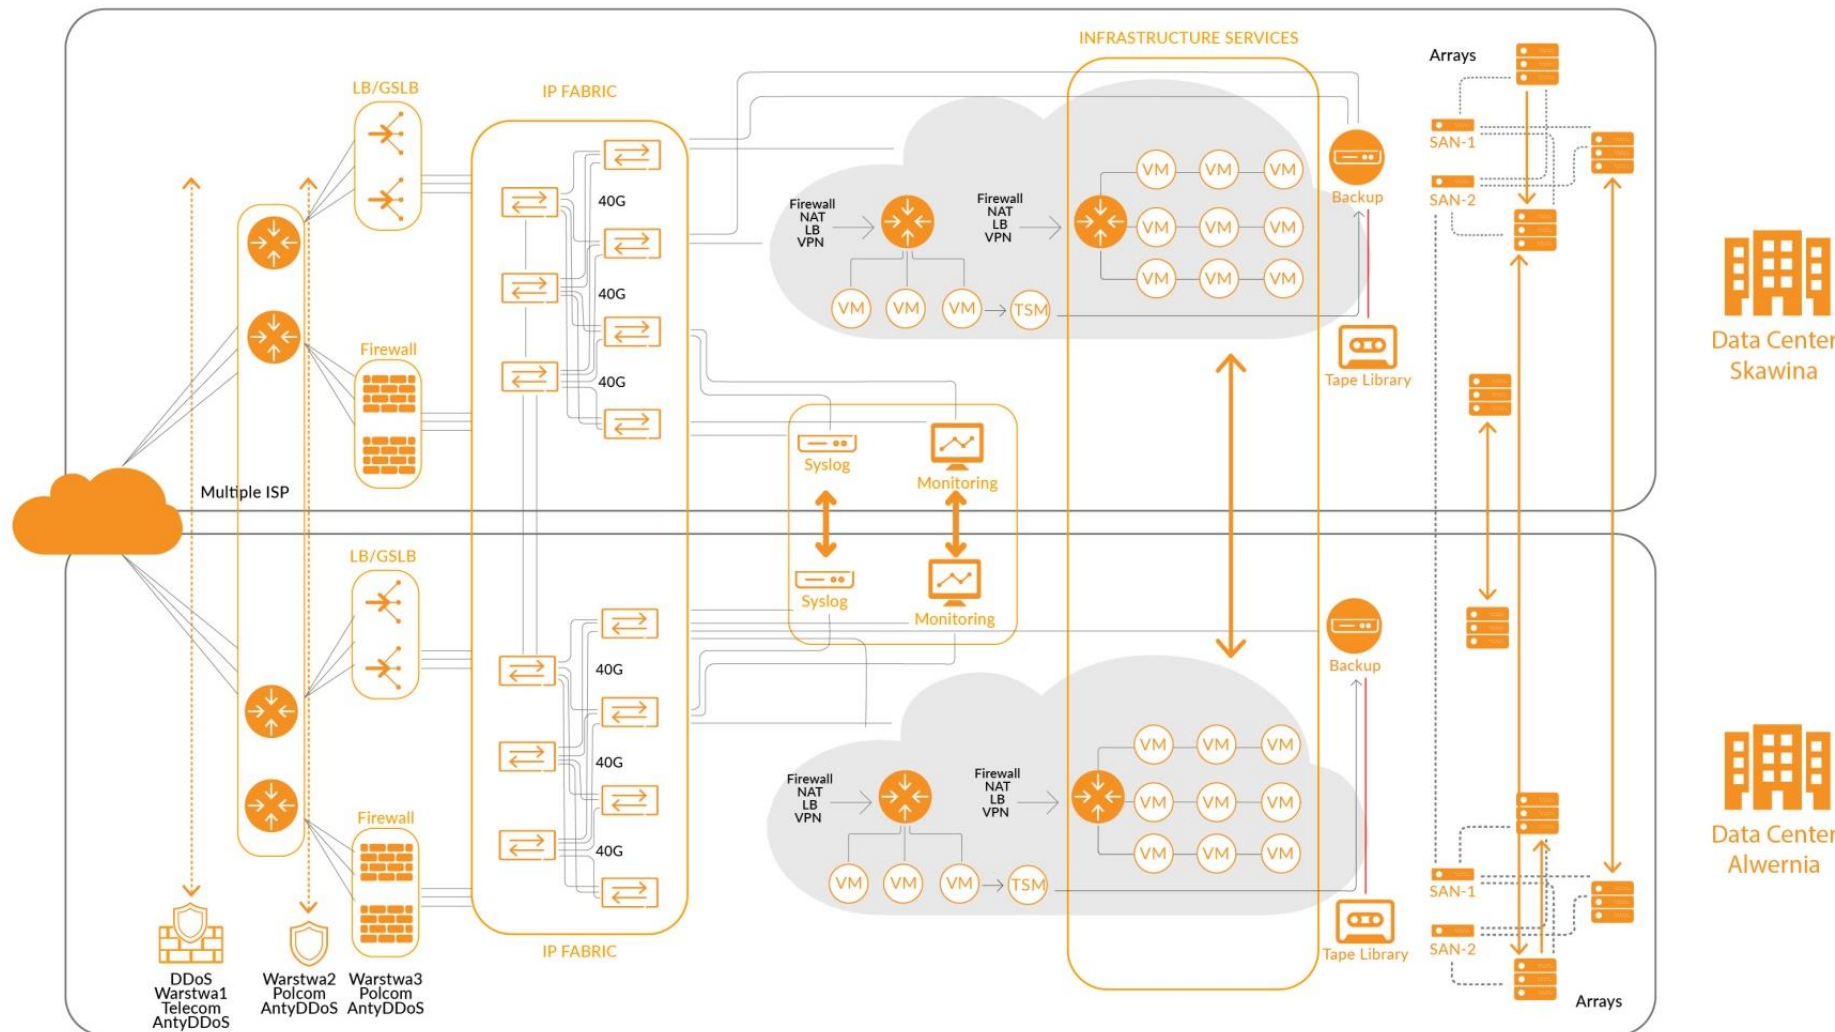 INFRASTRUCTURE SERVICES
Arrays
LB/GSLB
IP FABRIC
SAN-1
40G
VM VM VM
Backup
SAN-2
Firewall
NAT
LB
VPN
Firewall
NAT
LB
VPN
VM VM VM
40G
VM VM VM
VM VM VM TSM
Data Center
Skawina
Firewall
40G
Tape Library
Syslog
Monitoring
Multiple ISP
LB/GSLB
Syslog
Monitoring
40G
Backup
VM VM VM
40G
Firewall
NAT
LB
VPN
Firewall
NAT
LB
VPN
VM VM VM
Data Center
Alwernia
Firewall
40G
VM VM VM
VM VM VM TSM
SAN-1
SAN-2
IP FABRIC
Tape Library
Arrays
DDoS
Warstwa1
Telecom
AntyDDoS
Warstwa2
Polcom
AntyDDoS
Warstwa3
Polcom
AntyDDoS